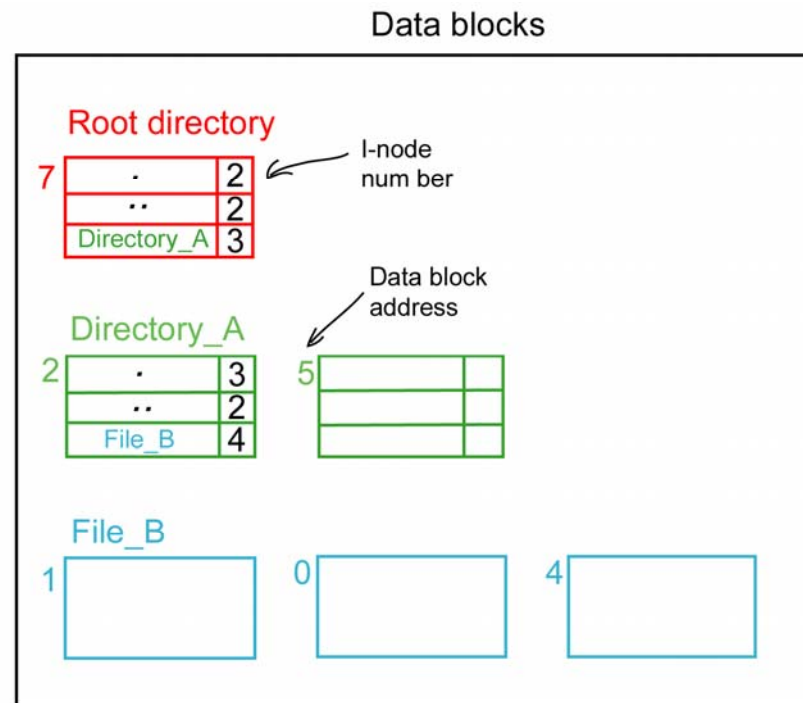 Data blocks
Root directory
I-node
num ber
7 . 2
.. 2
Directory_A 3
Data block
address
Directory_A
2 . 3 5
.. 2
File_B 4
File_B
1 0 4